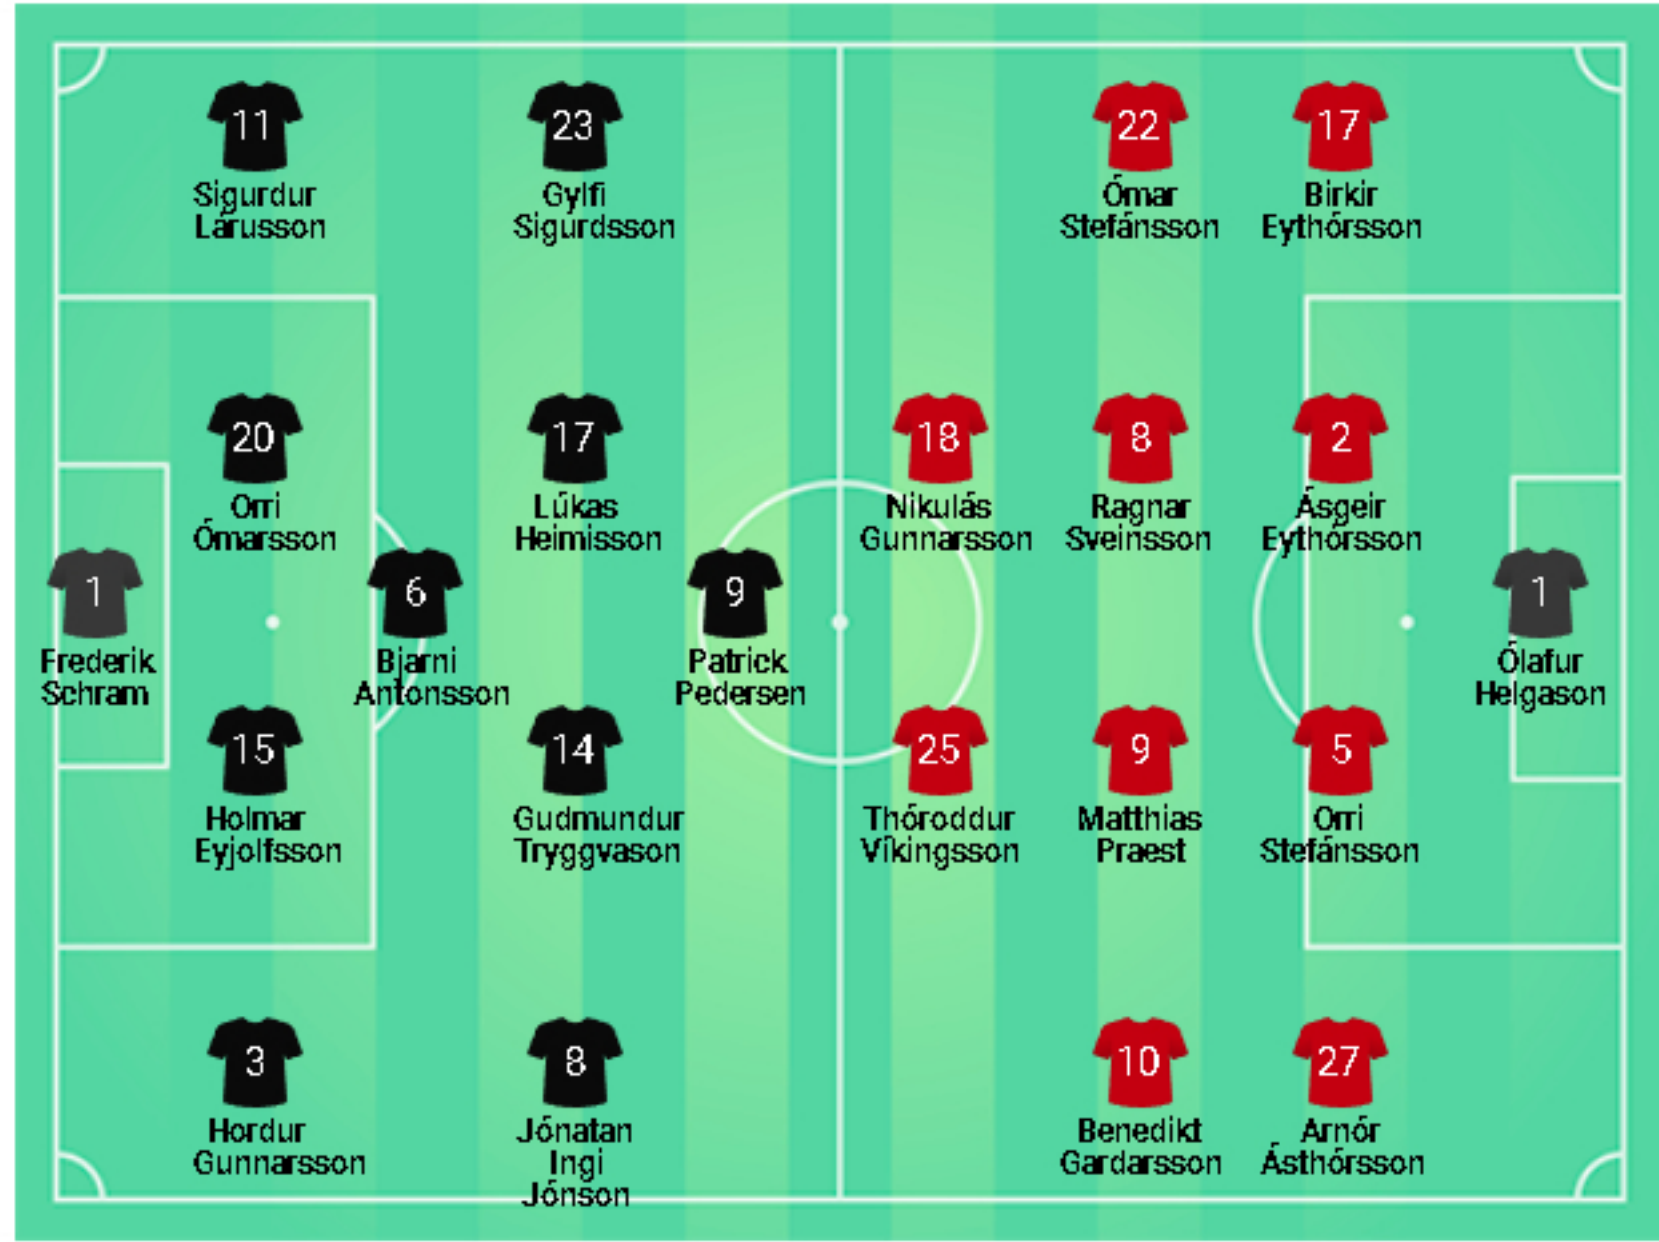 11
Sigurdur
Lárusson
23
Gylfi
Sigurdsson
22
Ómar
Stefánsson
17
Birkir
Eythórsson
20
Orri
Ómarsson
17
Lúkas
Heimisson
18
Nikulás
Gunnarsson
8
Ragnar
Sveinsson
2
Ásgeir
Eythórsson
1
Frederik
Schram
6
Bjarni
Antonsson
9
Patrick
Pedersen
1
Ólafur
Helgason
15
Holmar
Eyjolfsson
14
Gudmundur
Tryggvason
25
Thóroddur
Víkingsson
9
Matthias
Praest
5
Orri
Stefánsson
3
Hordur
Gunnarsson
8
Jónatan
Ingi
Jónson
10
Benedikt
Gardarsson
27
Arnór
Ásthórsson